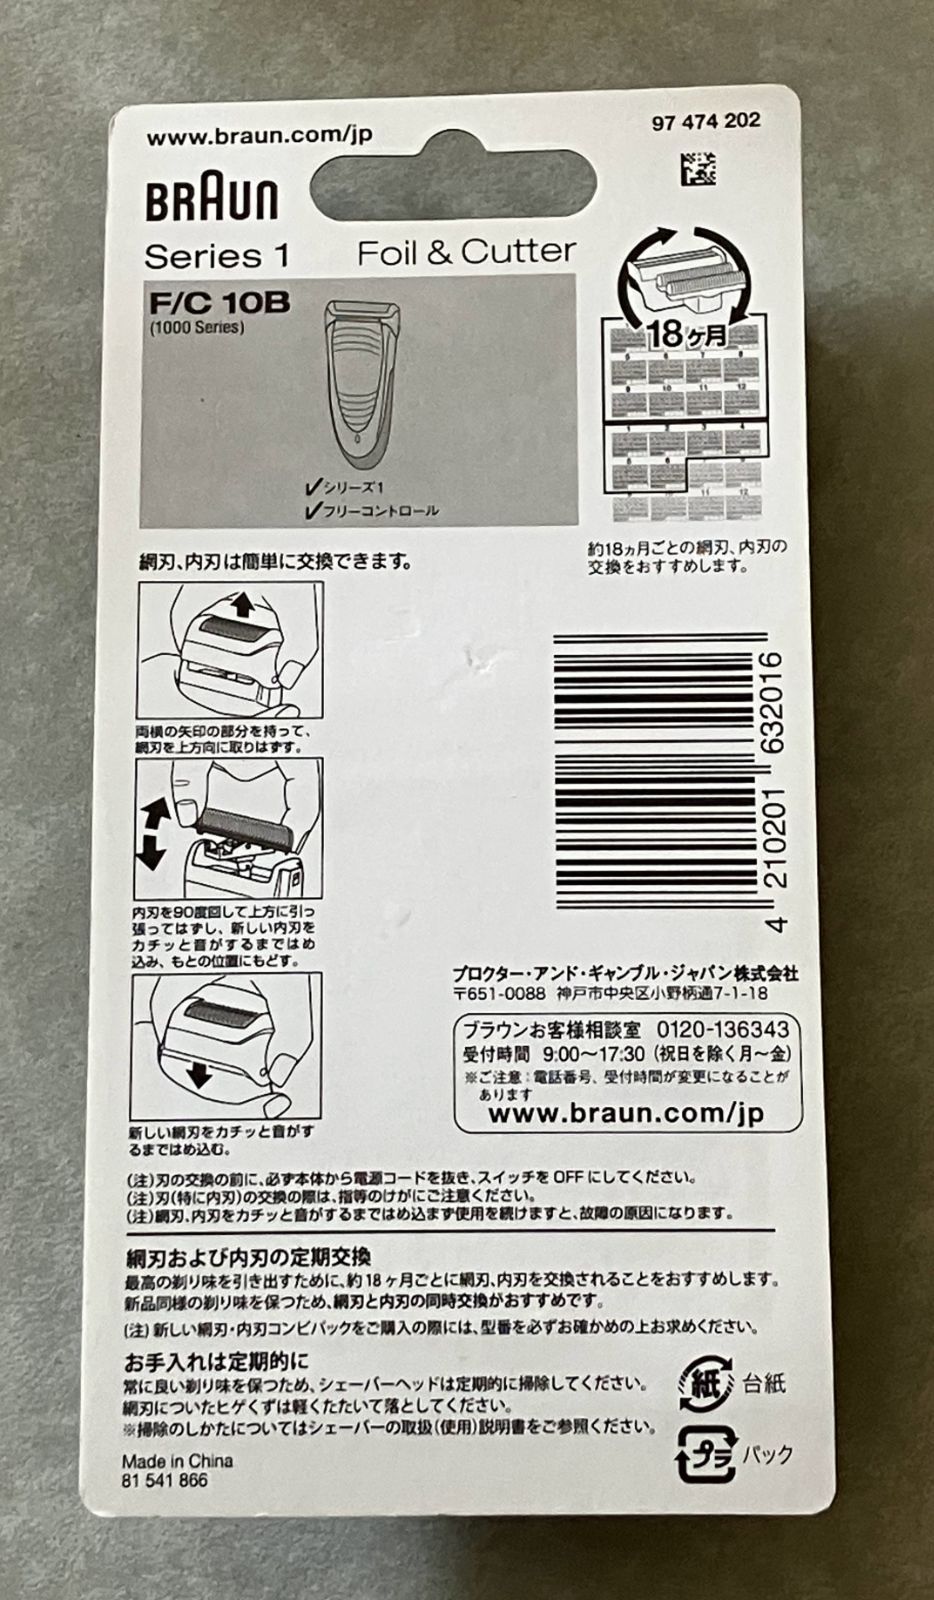 www.braun.com/jp
97 474 202
BRAUN
Series 1 Foil & Cutter
F/C 10B
(1000 Series)
✓シリーズ1
✓フリーコントロール
18ヶ月
約18ヵ月ごとの網刃、内刃の
交換をおすすめします。
網刃、内刃は簡単に交換できます。
両横の矢印の部分を持って、
網刃を上方向に取りはずす。
内刃を90度回して上方に引っ
張ってはずし、新しい内刃を
カチッと音がするまではめ
込み、もとの位置にもどす。
新しい網刃をカチッと音がす
るまではめ込む。
4 210201 632016
プロクター・アンド・ギャンブル・ジャパン株式会社
〒651-0088 神戸市中央区小野柄通7-1-18
ブラウンお客様相談室 0120-136343
受付時間 9:00〜17:30 (祝日を除く月〜金)
※ご注意：電話番号、受付時間が変更になることが
あります
www.braun.com/jp
(注)刃の交換の前に、必ず本体から電源コードを抜き、スイッチを OFF にしてください。
(注)刃(特に内刃)の交換の際は、指等のけがにご注意ください。
(注)網刃、内刃をカチッと音がするまではめ込まず使用を続けますと、故障の原因になります。
網刃および内刃の定期交換
最高の剃り味を引き出すために、約18ヶ月ごとに網刃、内刃を交換されることをおすすめします。
新品同様の剃り味を保つため、網刃と内刃の同時交換がおすすめです。
(注)新しい網刃・内刃コンビパックをご購入の際には、型番を必ずお確かめの上お求めください。
お手入れは定期的に
常に良い剃り味を保つため、シェーバーヘッドは定期的に掃除してください。
網刃についたヒゲくずは軽くたたいて落としてください。
※掃除のしかたについてはシェーバーの取扱(使用)説明書をご参照ください。
紙 台紙
プラ パック
Made in China
81 541 866